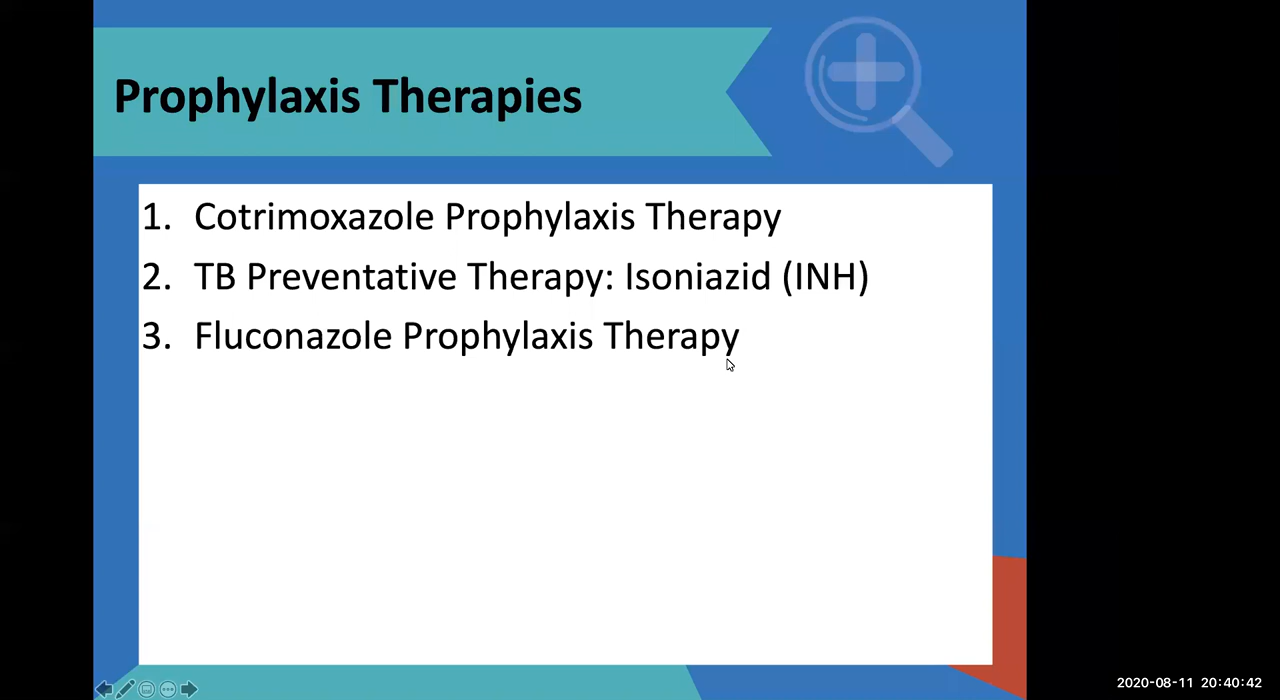 Prophylaxis Therapies
1. Cotrimoxazole Prophylaxis Therapy
2. TB Preventative Therapy: Isoniazid (INH)
3. Fluconazole Prophylaxis Therapy
2020-08-11 20:40:42